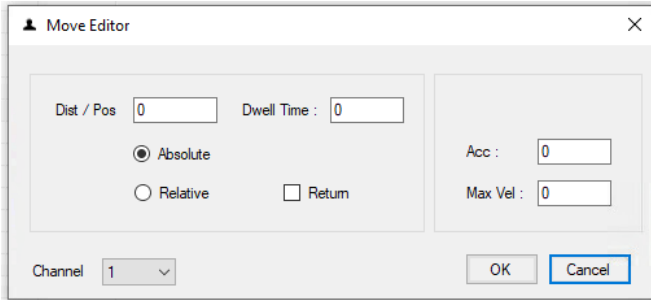 Move Editor
Dist / Pos 0 Dwell Time : 0
Absolute
Acc : 0
Relative Return
Max Vel : 0
Channel 1
OK Cancel